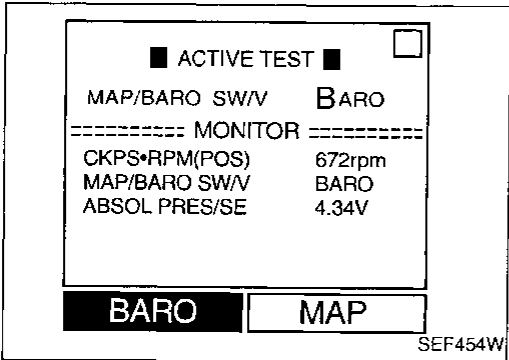 ■ ACTIVE TEST ■
MAP/BARO SW/V BARO
========== MONITOR =========
CKPS•RPM(POS) 672rpm
MAP/BARO SW/V BARO
ABSOL PRES/SE 4.34V
BARO MAP
SEF454W